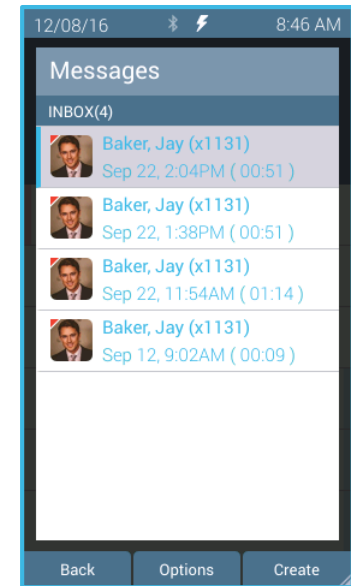 12/08/16 8:46 AM
Messages
INBOX(4)
Baker, Jay (x1131)
Sep 22, 2:04PM ( 00:51 )
Baker, Jay (x1131)
Sep 22, 1:38PM ( 00:51 )
Baker, Jay (x1131)
Sep 22, 11:54AM ( 01:14 )
Baker, Jay (x1131)
Sep 12, 9:02AM ( 00:09 )
Back Options Create